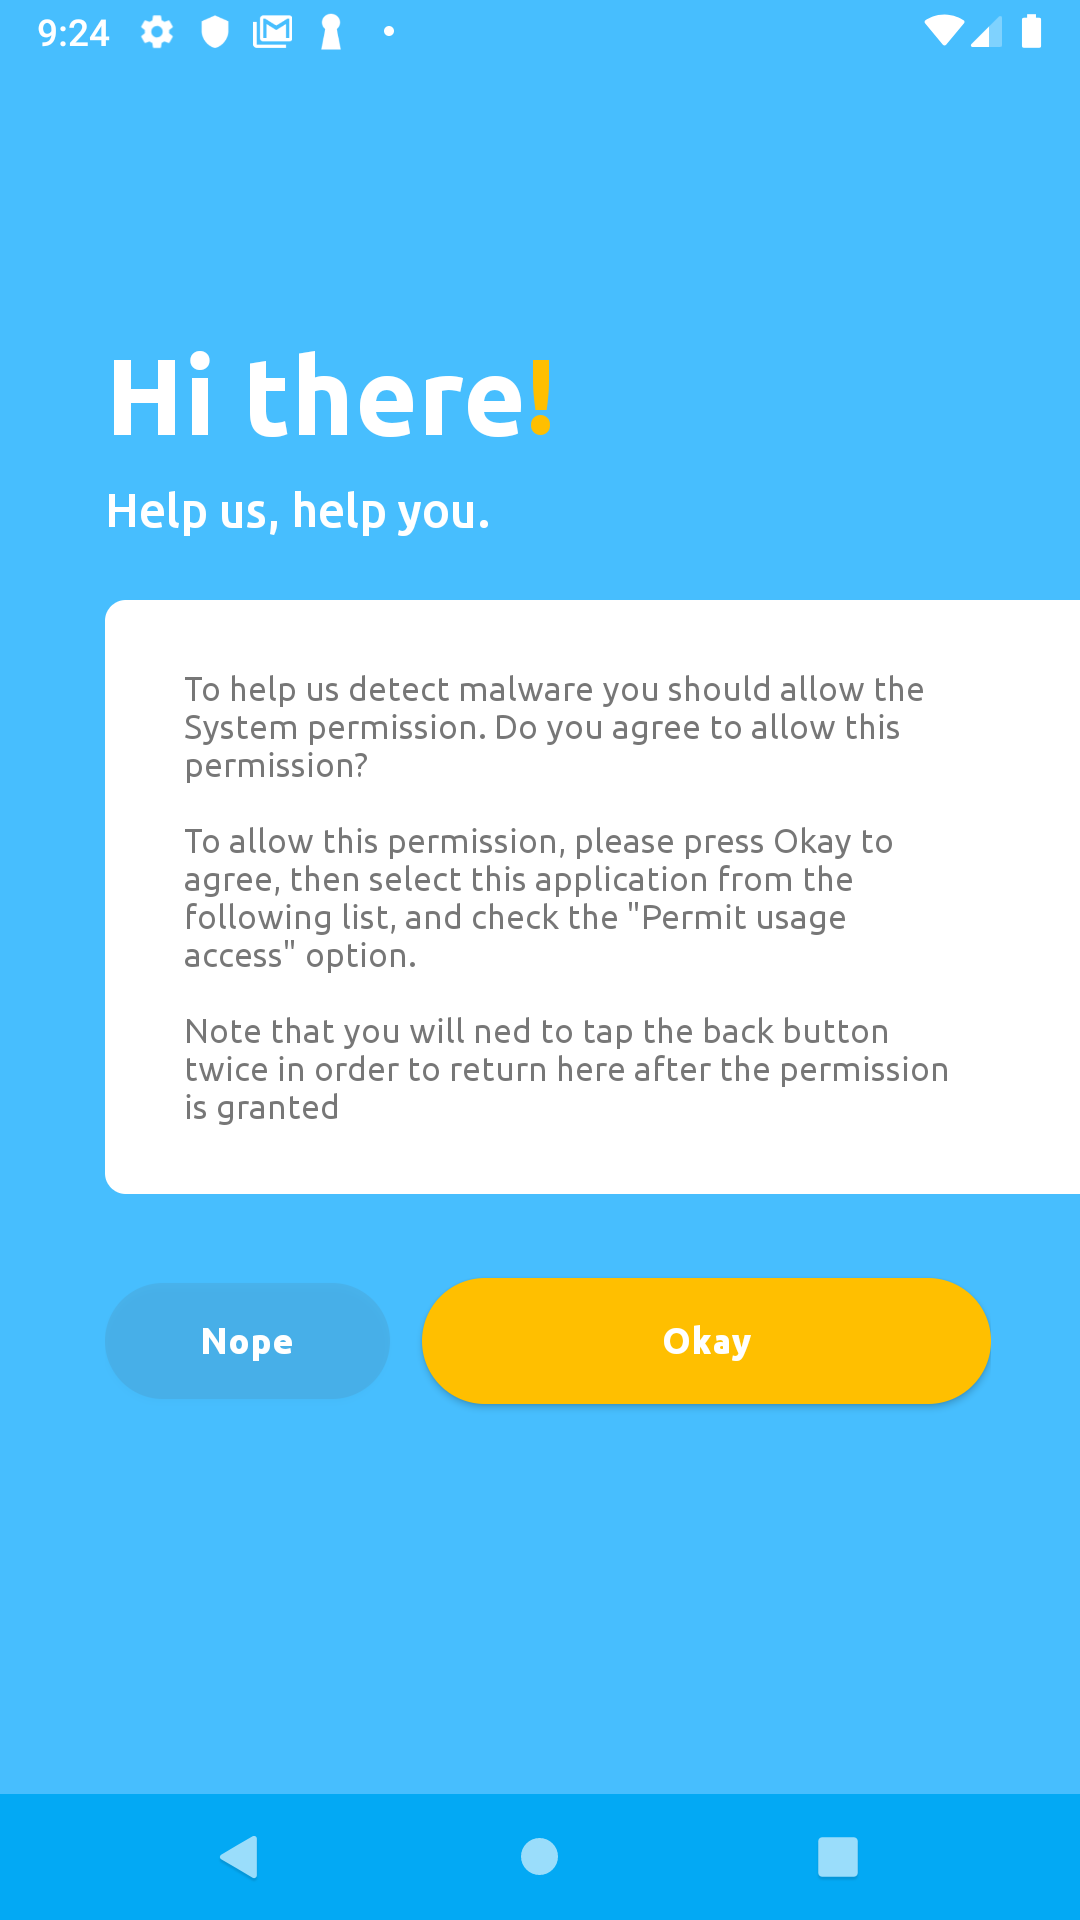 9:24
Hi there!
Help us, help you.
To help us detect malware you should allow the
System permission. Do you agree to allow this
permission?
To allow this permission, please press Okay to
agree, then select this application from the
following list, and check the "Permit usage
access" option.
Note that you will ned to tap the back button
twice in order to return here after the permission
is granted
Nope
Okay